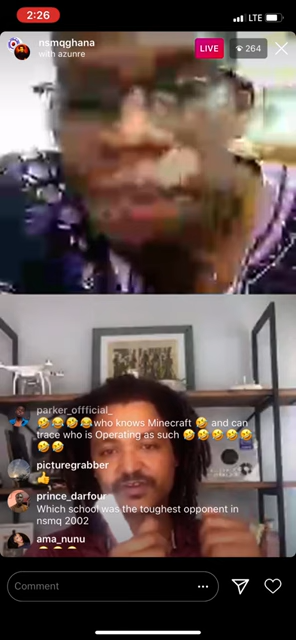 2:26
LTE
nsmqghana
with azunre
LIVE
264
parker_offficial_
🤣😂🤣😂who knows Minecraft 🤣 and can
trace who is Operating as such 🤣🤣🤣🤣🤣
🤣🤣
picturegrabber
👍
prince_darfour
Which school was the toughest opponent in
nsmq 2002
ama_nunu
Comment